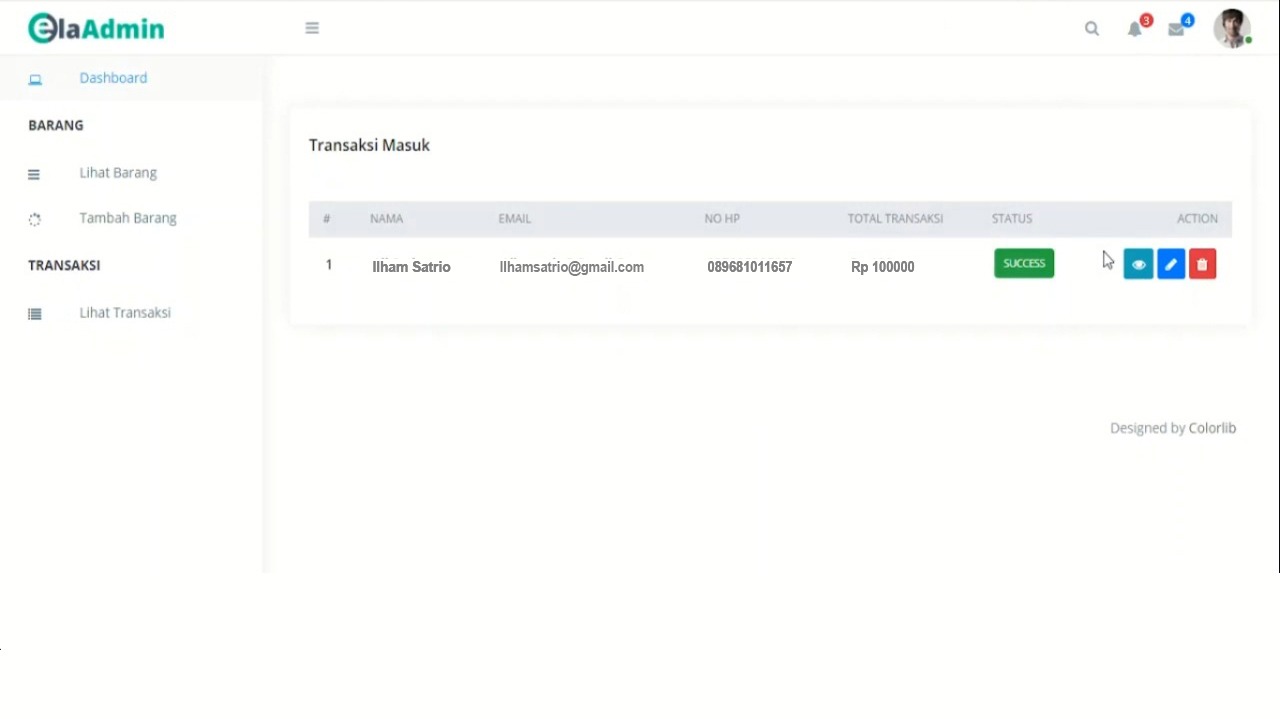 elaAdmin
3
4
Dashboard
BARANG
Lihat Barang
Tambah Barang
TRANSAKSI
Lihat Transaksi
Transaksi Masuk
# NAMA EMAIL NO HP TOTAL TRANSAKSI STATUS ACTION
1 Ilham Satrio Ilhamsatrio@gmail.com 089681011657 Rp 100000 SUCCESS
Designed by Colorlib